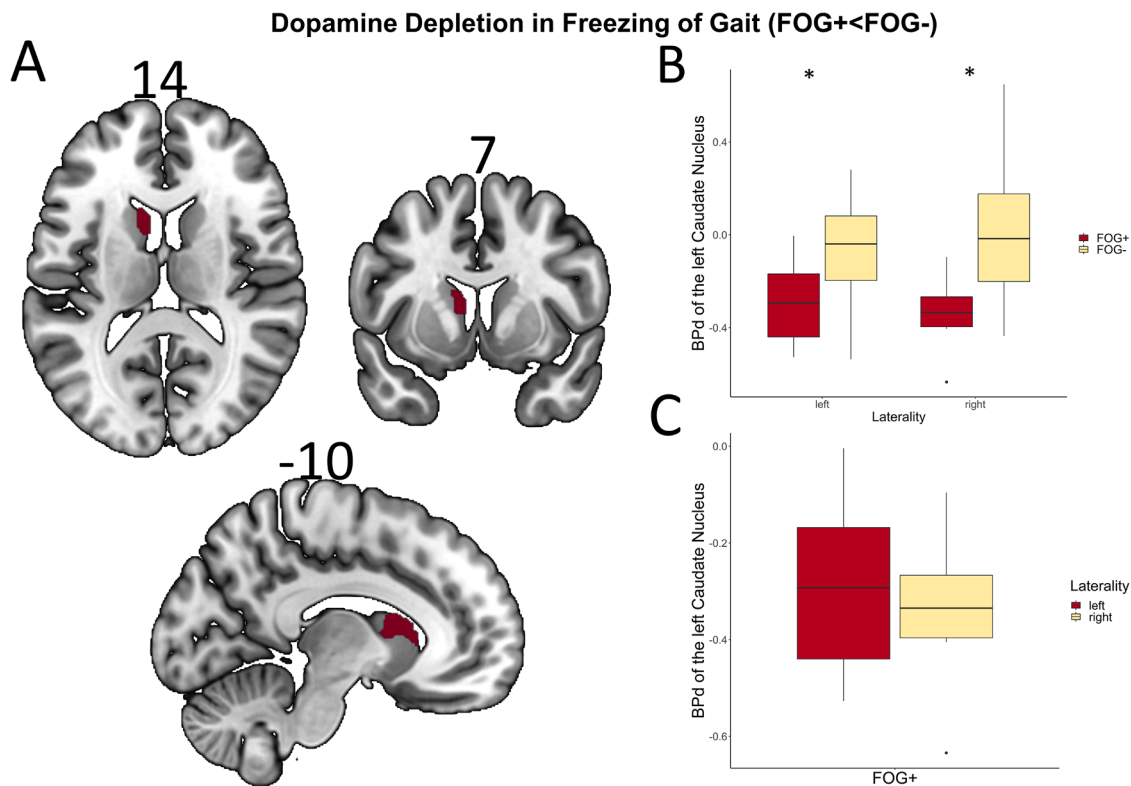 Dopamine Depletion in Freezing of Gait (FOG+<FOG-)
A
14
7
-10
B
*
*
BPd of the left Caudate Nucleus
0.4
0.0
-0.4
left
right
Laterality
FOG+
FOG-
C
BPd of the left Caudate Nucleus
0.0
-0.2
-0.4
-0.6
FOG+
Laterality
left
right